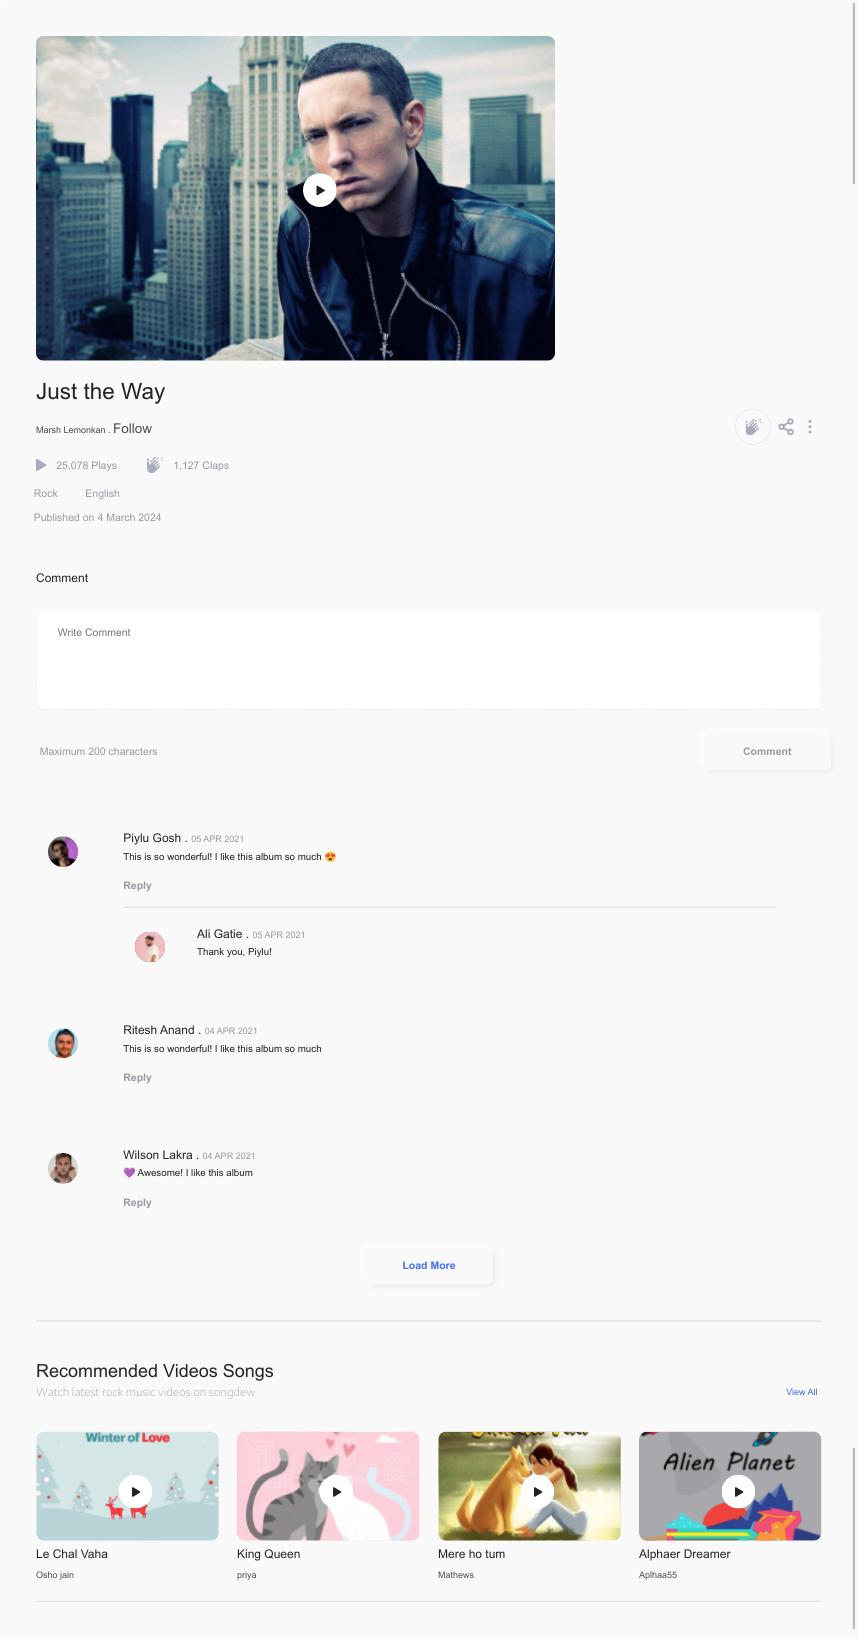 Just the Way
Marsh Lemonkan . Follow
25,078 Plays 1,127 Claps
Rock English
Published on 4 March 2024
Comment
Write Comment
Maximum 200 characters
Comment
Piylu Gosh . 05 APR 2021
This is so wonderful! I like this album so much 😍
Reply
Ali Gatie . 05 APR 2021
Thank you, Piylu!
Ritesh Anand . 04 APR 2021
This is so wonderful! I like this album so much
Reply
Wilson Lakra . 04 APR 2021
💜 Awesome! I like this album
Reply
Load More
Recommended Videos Songs
Watch latest rock music videos on songdew
View All
Winter of Love
Alien Planet
Le Chal Vaha
King Queen
Mere ho tum
Alphaer Dreamer
Osho jain
priya
Mathews
Aplhaa55